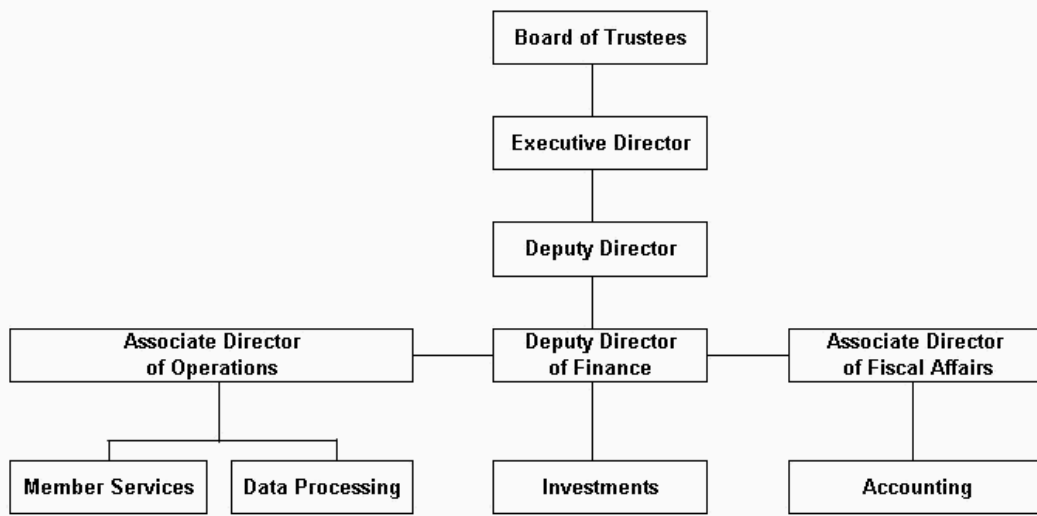 Board of Trustees
Executive Director
Deputy Director
Associate Director
of Operations
Deputy Director
of Finance
Associate Director
of Fiscal Affairs
Member Services
Data Processing
Investments
Accounting